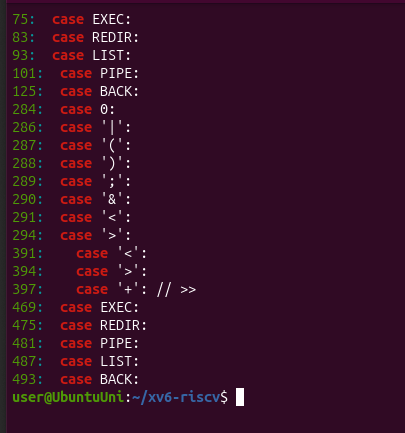 75:  case EXEC:
83:  case REDIR:
93:  case LIST:
101:  case PIPE:
125:  case BACK:
284:  case 0:
286:  case '|':
287:  case '(':
288:  case ')':
289:  case ';':
290:  case '&':
291:  case '<':
294:  case '>':
391:    case '<':
394:    case '>':
397:    case '+': // >>
469:  case EXEC:
475:  case REDIR:
481:  case PIPE:
487:  case LIST:
493:  case BACK:
user@UbuntuUni:~/xv6-riscv$